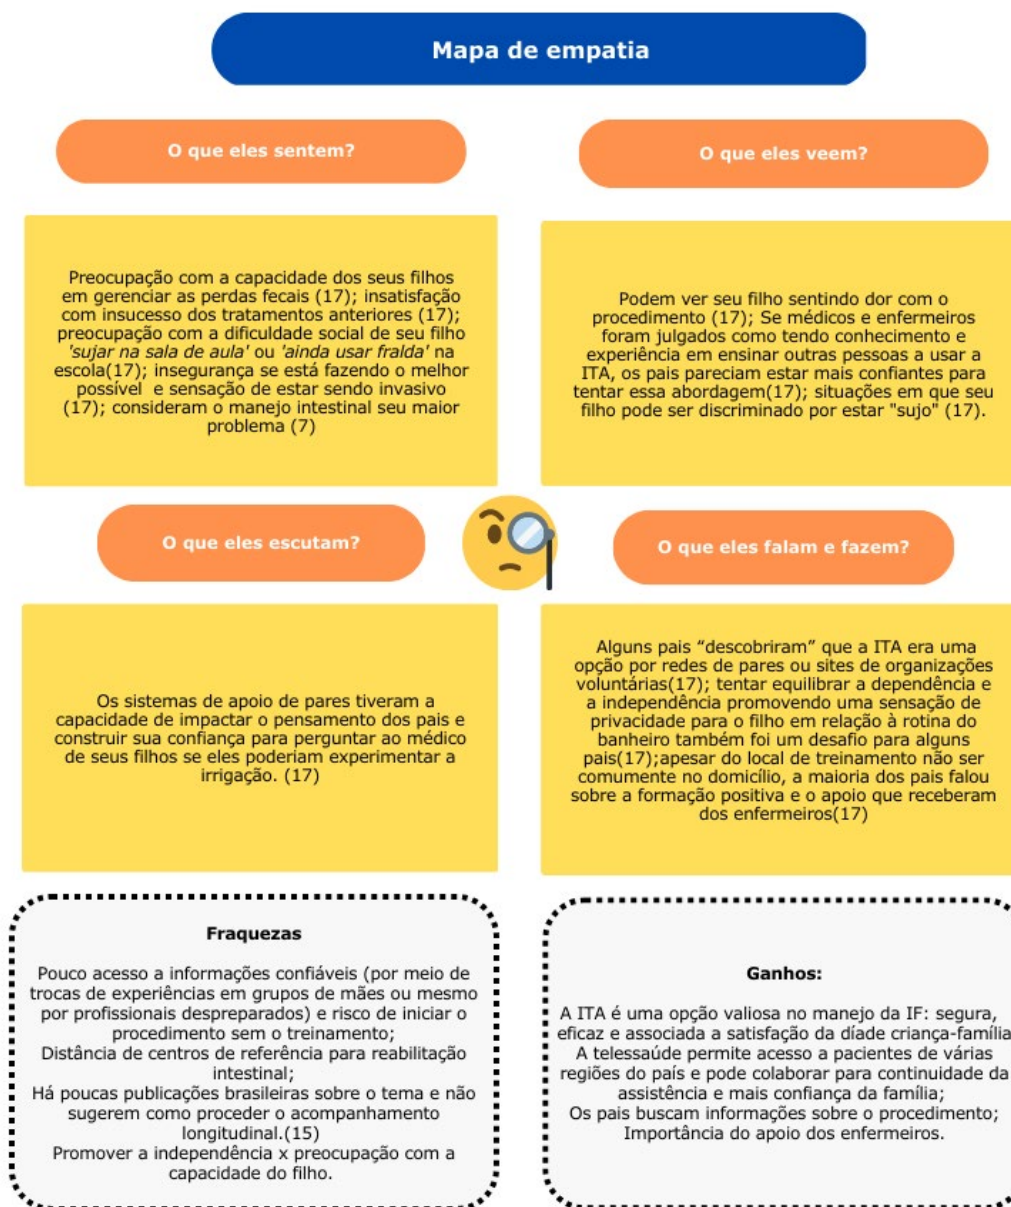 Mapa de empatia
O que eles sentem?
Preocupação com a capacidade dos seus filhos
em gerenciar as perdas fecais (17); insatisfação
com insucesso dos tratamentos anteriores (17);
preocupação com a dificuldade social de seu filho
'sujar na sala de aula' ou 'ainda usar fralda' na
escola(17); insegurança se está fazendo o melhor
possível e sensação de estar sendo invasivo
(17); consideram o manejo intestinal seu maior
problema (7)
O que eles veem?
Podem ver seu filho sentindo dor com o
procedimento (17); Se médicos e enfermeiros
foram julgados como tendo conhecimento e
experiência em ensinar outras pessoas a usar a
ITA, os pais pareciam estar mais confiantes para
tentar essa abordagem(17); situações em que seu
filho pode ser discriminado por estar "sujo" (17).
O que eles escutam?
Os sistemas de apoio de pares tiveram a
capacidade de impactar o pensamento dos pais e
construir sua confiança para perguntar ao médico
de seus filhos se eles poderiam experimentar a
irrigação. (17)
O que eles falam e fazem?
Alguns pais “descobriram” que a ITA era uma
opção por redes de pares ou sites de organizações
voluntárias(17); tentar equilibrar a dependência e
a independência promovendo uma sensação de
privacidade para o filho em relação à rotina do
banheiro também foi um desafio para alguns
pais(17);apesar do local de treinamento não ser
comumente no domicílio, a maioria dos pais falou
sobre a formação positiva e o apoio que receberam
dos enfermeiros(17)
Fraquezas
Pouco acesso a informações confiáveis (por meio de
trocas de experiências em grupos de mães ou mesmo
por profissionais despreparados) e risco de iniciar o
procedimento sem o treinamento;
Distância de centros de referência para reabilitação
intestinal;
Há poucas publicações brasileiras sobre o tema e não
sugerem como proceder o acompanhamento
longitudinal.(15)
Promover a independência x preocupação com a
capacidade do filho.
Ganhos:
A ITA é uma opção valiosa no manejo da IF: segura,
eficaz e associada a satisfação da díade criança-família
A telessaúde permite acesso a pacientes de várias
regiões do país e pode colaborar para continuidade da
assistência e mais confiança da família;
Os pais buscam informações sobre o procedimento;
Importância do apoio dos enfermeiros.